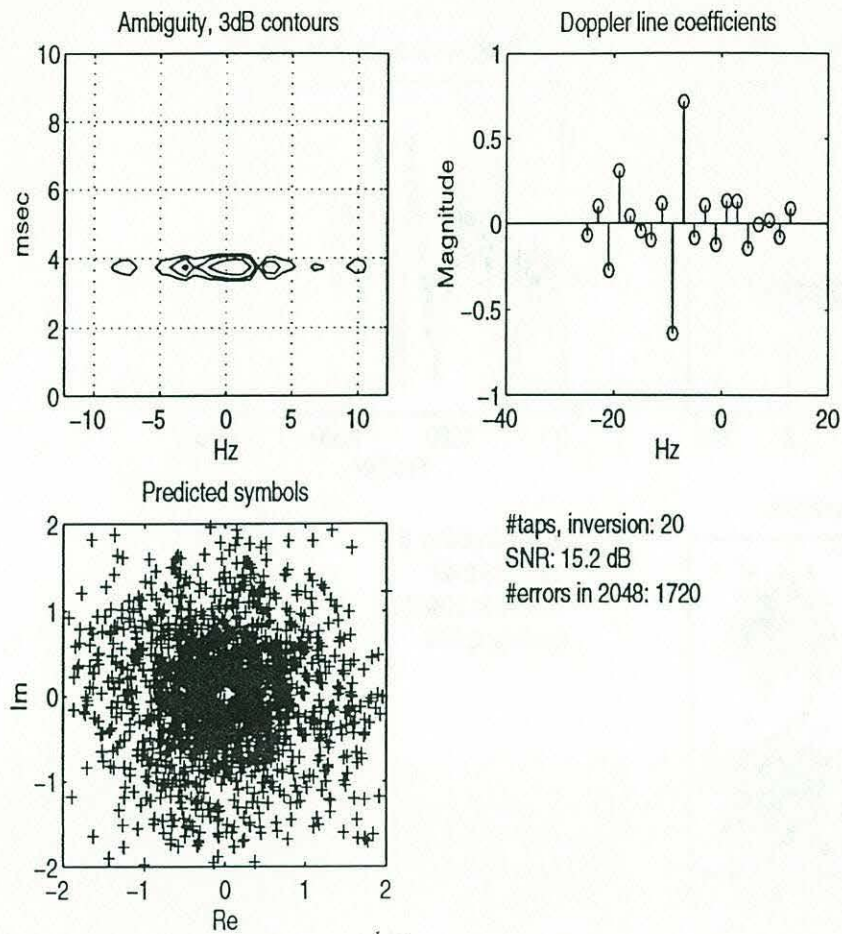 Ambiguity, 3dB contours
10
8
6
4
2
0
msec
−10 −5 0 5 10
Hz
Doppler line coefficients
1
0.5
0
−0.5
−1
Magnitude
−40 −20 0 20
Hz
Predicted symbols
2
1
0
−1
−2
Im
−2 −1 0 1 2
Re
#taps, inversion: 20
SNR: 15.2 dB
#errors in 2048: 1720